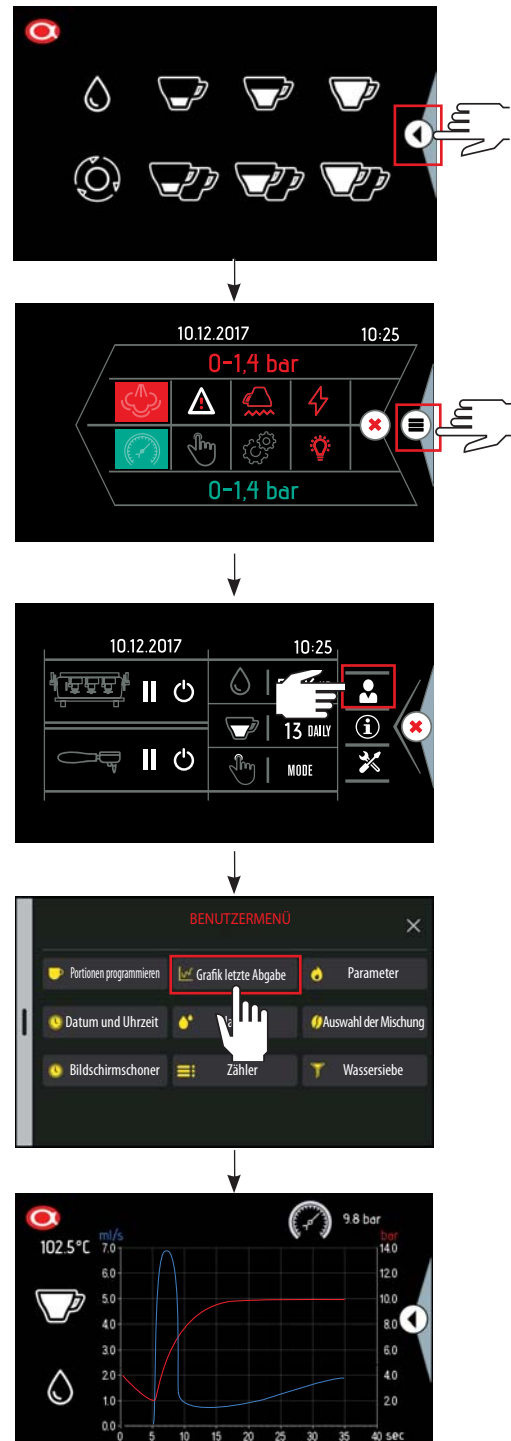 10.12.2017 10:25
0-1,4 bar
0-1,4 bar
10.12.2017 10:25
13 DAILY
MODE
BENUTZERMENÜ
Portionen programmieren Grafik letzte Abgabe Parameter
Datum und Uhrzeit Auswahl der Mischung
Bildschirmschoner Zähler Wassersiebe
9.8 bar
102.5°C ml/s bar
7.0 14.0
6.0 12.0
5.0 10.0
4.0 8.0
3.0 6.0
2.0 4.0
1.0 2.0
0.0
0 5 10 15 20 25 30 35 40 sec